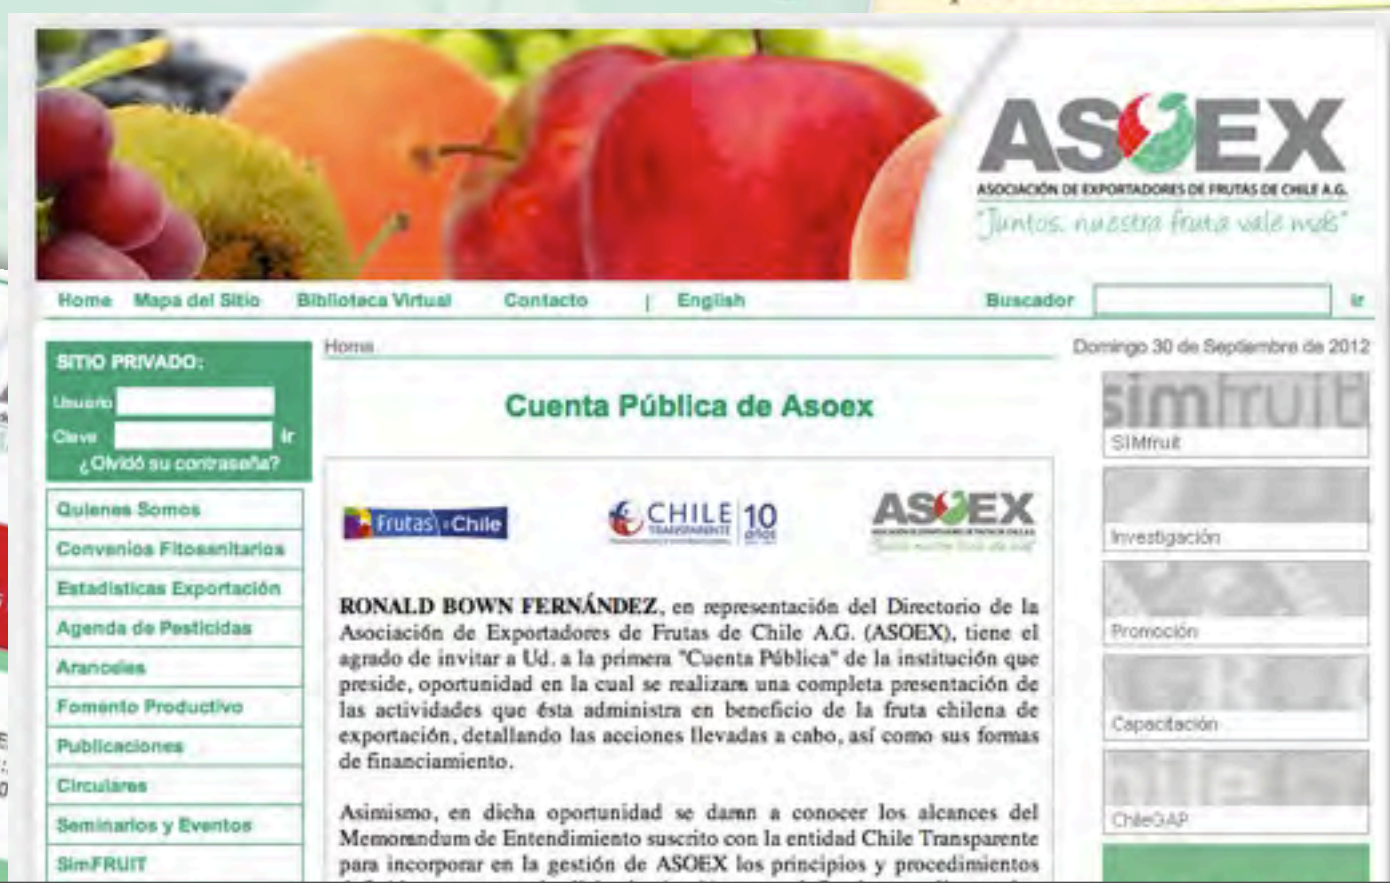 ASOEX
ASOCIACIÓN DE EXPORTADORES DE FRUTAS DE CHILE A.G.
"Juntos, nuestra fruta vale más"
Home Mapa del Sitio Biblioteca Virtual Contacto | English Buscador ir
SITIO PRIVADO:
Usuario
Clave ir
¿Olvidó su contraseña?
Quienes Somos
Convenios Fitosanitarios
Estadísticas Exportación
Agenda de Pesticidas
Aranceles
Fomento Productivo
Publicaciones
Circulares
Seminarios y Eventos
SimFRUIT
Home
Cuenta Pública de Asoex
Frutas de Chile
CHILE 10
TRANSPARENTE años
ASOEX
RONALD BOWN FERNÁNDEZ, en representación del Directorio de la
Asociación de Exportadores de Frutas de Chile A.G. (ASOEX), tiene el
agrado de invitar a Ud. a la primera "Cuenta Pública" de la institución que
preside, oportunidad en la cual se realizara una completa presentación de
las actividades que ésta administra en beneficio de la fruta chilena de
exportación, detallando las acciones llevadas a cabo, así como sus formas
de financiamiento.
Asimismo, en dicha oportunidad se daran a conocer los alcances del
Memorandum de Entendimiento suscrito con la entidad Chile Transparente
para incorporar en la gestión de ASOEX los principios y procedimientos
Domingo 30 de Septiembre de 2012
simfruit
SIMfruit
Investigación
Promoción
Capacitación
ChileGAP